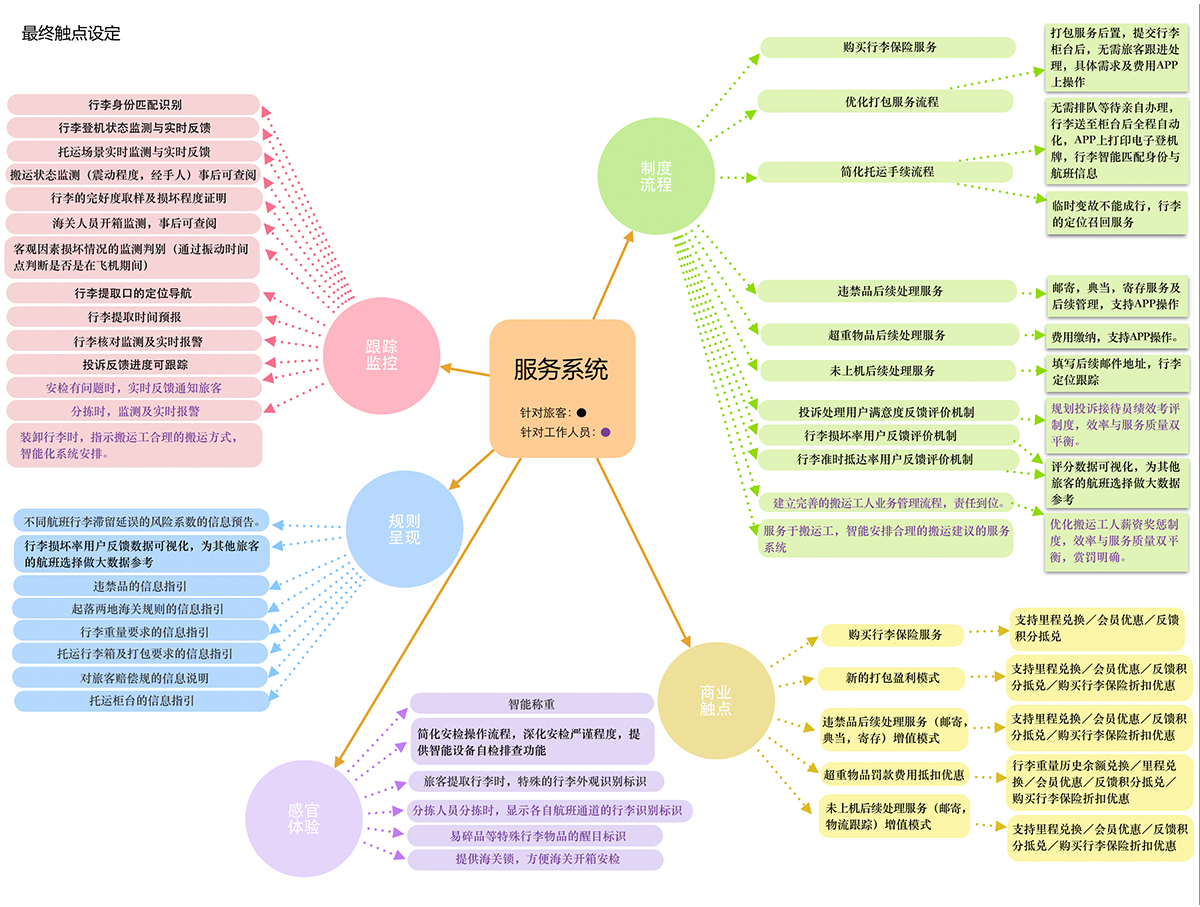 最终触点设定
行李身份匹配识别
行李登机状态监测与实时反馈
托运场景实时监测与实时反馈
搬运状态监测（震动程度，经手人）事后可查阅
行李的完好度取样及损坏程度证明
海关人员开箱监测，事后可查阅
客观因素损坏情况的监测判别（通过振动时间
点判断是否是在飞机期间）
行李提取口的定位导航
行李提取时间预报
行李核对监测及实时报警
投诉反馈进度可跟踪
安检有问题时，实时反馈通知旅客
分拣时，监测及实时报警
装卸行李时，指示搬运工合理的搬运方式，
智能化系统安排。
跟踪
监控
服务系统
针对旅客：
针对工作人员：
制度
流程
购买行李保险服务
优化打包服务流程
打包服务后置，提交行李
柜台后，无需旅客跟进处
理，具体需求及费用APP
上操作
简化托运手续流程
无需排队等待亲自办理，
行李送至柜台后全程自动
化，APP上打印电子登机
牌，行李智能匹配身份与
航班信息
临时变故不能成行，行李
的定位召回服务
违禁品后续处理服务
邮寄，典当，寄存服务及
后续管理，支持APP操作
超重物品后续处理服务
费用缴纳，支持APP操作。
未上机后续处理服务
填写后续邮件地址，行李
定位跟踪
投诉处理用户满意度反馈评价机制
规划投诉接待员绩效考评
制度，效率与服务质量双
平衡。
行李损坏率用户反馈评价机制
行李准时抵达率用户反馈评价机制
评分数据可视化，为其他
旅客的航班选择做大数据
参考
建立完善的搬运工人业务管理流程，责任到位。
服务于搬运工，智能安排合理的搬运建议的服务
系统
优化搬运工人薪资奖惩制
度，效率与服务质量双平
衡，赏罚明确。
规则
呈现
不同航班行李滞留延误的风险系数的信息预告。
行李损坏率用户反馈数据可视化，为其他旅客
的航班选择做大数据参考
违禁品的信息指引
起落两地海关规则的信息指引
行李重量要求的信息指引
托运行李箱及打包要求的信息指引
对旅客赔偿规的信息说明
托运柜台的信息指引
感官
体验
智能称重
简化安检操作流程，深化安检严谨程度，提
供智能设备自检排查功能
旅客提取行李时，特殊的行李外观识别标识
分拣人员分拣时，显示各自航班通道的行李识别标识
易碎品等特殊行李物品的醒目标识
提供海关锁，方便海关开箱安检
商业
触点
购买行李保险服务
支持里程兑换／会员优惠／反馈
积分抵兑
新的打包盈利模式
支持里程兑换／会员优惠／反馈积
分抵兑／购买行李保险折扣优惠
违禁品后续处理服务（邮寄，
典当，寄存）增值模式
支持里程兑换／会员优惠／反馈积
分抵兑／购买行李保险折扣优惠
超重物品罚款费用抵扣优惠
行李重量历史余额兑换／里程兑
换／会员优惠／反馈积分抵兑／
购买行李保险折扣优惠
未上机后续处理服务（邮寄，
物流跟踪）增值模式
支持里程兑换／会员优惠／反馈积
分抵兑／购买行李保险折扣优惠